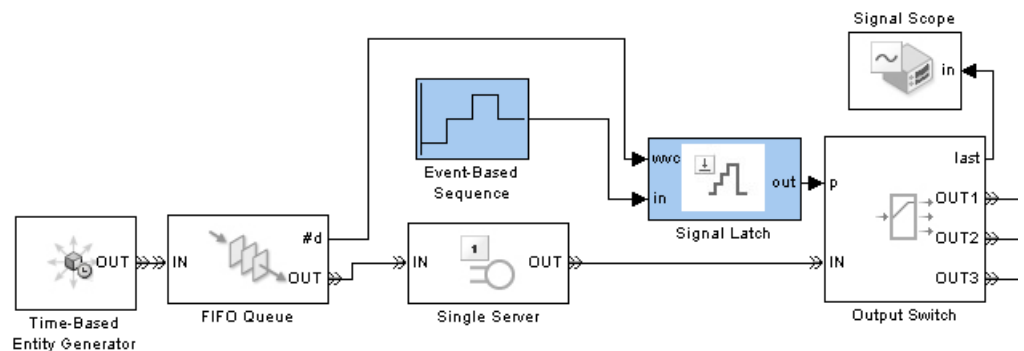 Signal Scope
in
Event-Based
Sequence
wvc
in
out
Signal Latch
p
last
OUT1
OUT2
OUT3
IN
Output Switch
OUT
Time-Based
Entity Generator
IN
#d
OUT
FIFO Queue
IN
1
OUT
Single Server